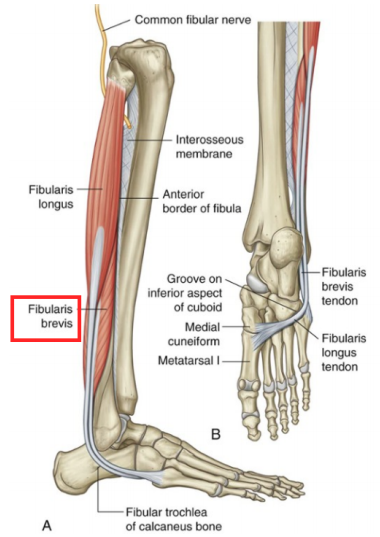 Common fibular nerve
Interosseous
membrane
Fibularis
longus
Anterior
border of fibula
Fibularis
brevis
Fibular trochlea
of calcaneus bone
A
Groove on
inferior aspect
of cuboid
Medial
cuneiform
Metatarsal I
Fibularis
brevis
tendon
Fibularis
longus
tendon
B